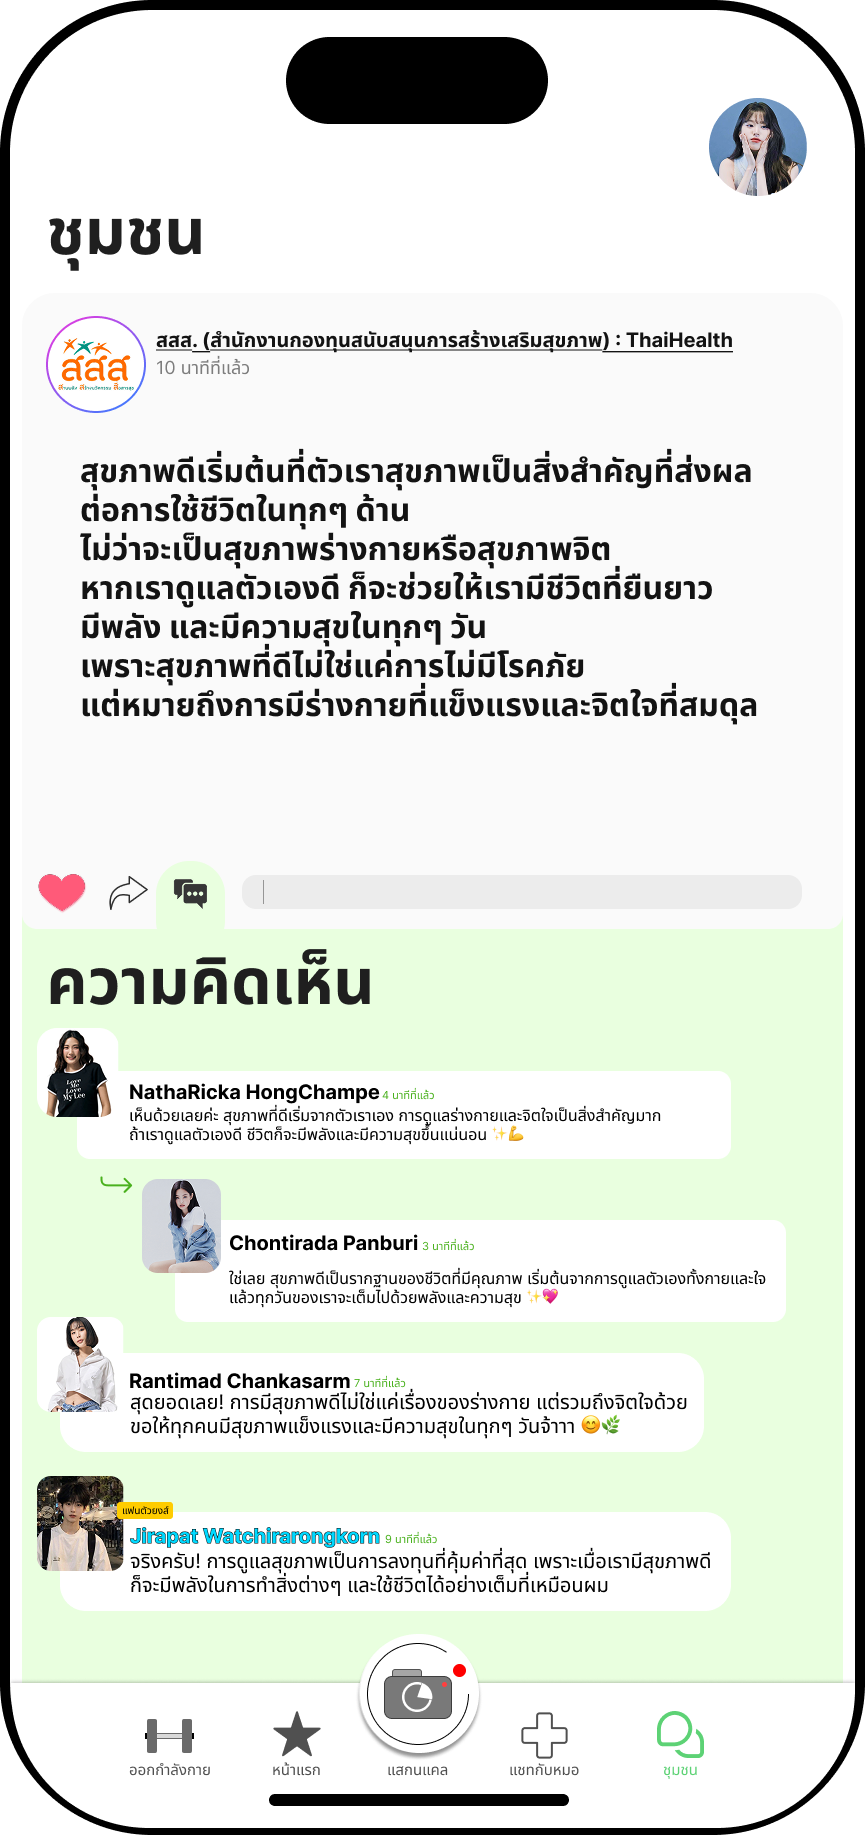 ชุมชน
สสส
สสส. (สำนักงานกองทุนสนับสนุนการสร้างเสริมสุขภาพ) : ThaiHealth
10 นาทีที่แล้ว
สุขภาพดีเริ่มต้นที่ตัวเราสุขภาพเป็นสิ่งสำคัญที่ส่งผล
ต่อการใช้ชีวิตในทุกๆ ด้าน
ไม่ว่าจะเป็นสุขภาพร่างกายหรือสุขภาพจิต
หากเราดูแลตัวเองดี ก็จะช่วยให้เรามีชีวิตที่ยืนยาว
มีพลัง และมีความสุขในทุกๆ วัน
เพราะสุขภาพที่ดีไม่ใช่แค่การไม่มีโรคภัย
แต่หมายถึงการมีร่างกายที่แข็งแรงและจิตใจที่สมดุล
ความคิดเห็น
Love
Me
Love
My Lee
NathaRicka HongChampe 4 นาทีที่แล้ว
เห็นด้วยเลยค่ะ สุขภาพที่ดีเริ่มจากตัวเราเอง การดูแลร่างกายและจิตใจเป็นสิ่งสำคัญมาก
ถ้าเราดูแลตัวเองดี ชีวิตก็จะมีพลังและมีความสุขขึ้นแน่นอน ✨💪
Chontirada Panburi 3 นาทีที่แล้ว
ใช่เลย สุขภาพดีเป็นรากฐานของชีวิตที่มีคุณภาพ เริ่มต้นจากการดูแลตัวเองทั้งกายและใจ
แล้วทุกวันของเราจะเต็มไปด้วยพลังและความสุข ✨💖
Rantimad Chankasarm 7 นาทีที่แล้ว
สุดยอดเลย! การมีสุขภาพดีไม่ใช่แค่เรื่องของร่างกาย แต่รวมถึงจิตใจด้วย
ขอให้ทุกคนมีสุขภาพแข็งแรงและมีความสุขในทุกๆ วันจ้าาา 😊🌿
แฟนตัวยงส์
Jirapat Watchirarongkorn 9 นาทีที่แล้ว
จริงครับ! การดูแลสุขภาพเป็นการลงทุนที่คุ้มค่าที่สุด เพราะเมื่อเรามีสุขภาพดี
ก็จะมีพลังในการทำสิ่งต่างๆ และใช้ชีวิตได้อย่างเต็มที่เหมือนผม
ออกกำลังกาย
หน้าแรก
แสกนแคล
แชทกับหมอ
ชุมชน